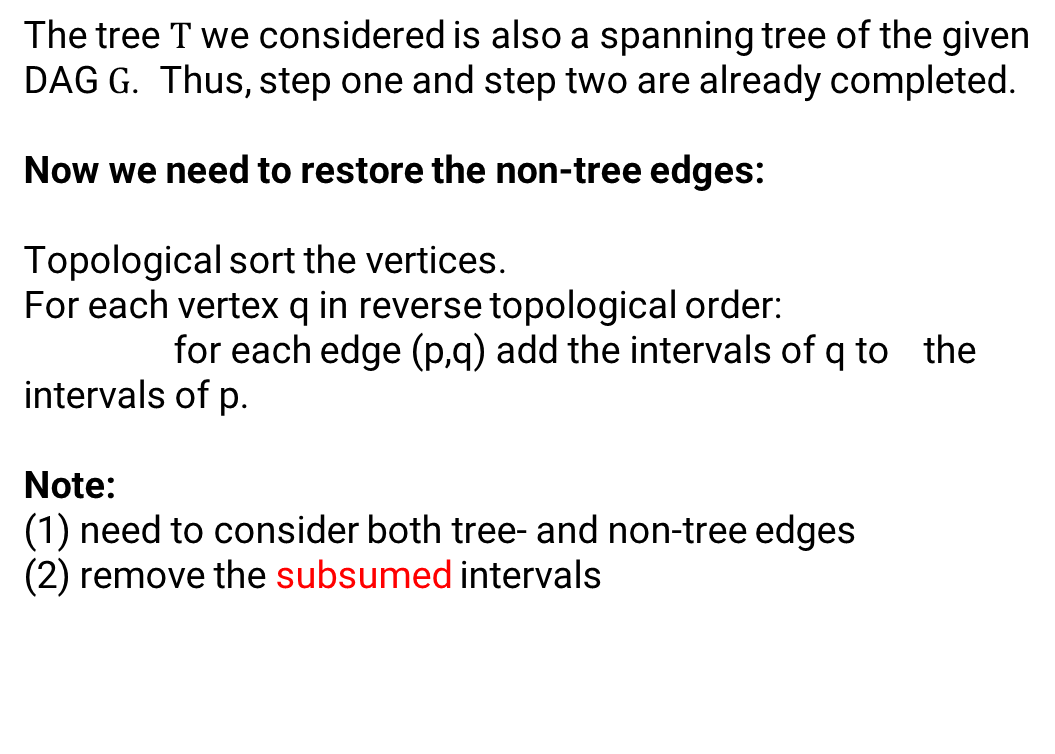 The tree T we considered is also a spanning tree of the given
DAG G. Thus, step one and step two are already completed.
Now we need to restore the non-tree edges:
Topological sort the vertices.
For each vertex q in reverse topological order:
for each edge (p,q) add the intervals of q to the
intervals of p.
Note:
(1) need to consider both tree- and non-tree edges
(2) remove the subsumed intervals